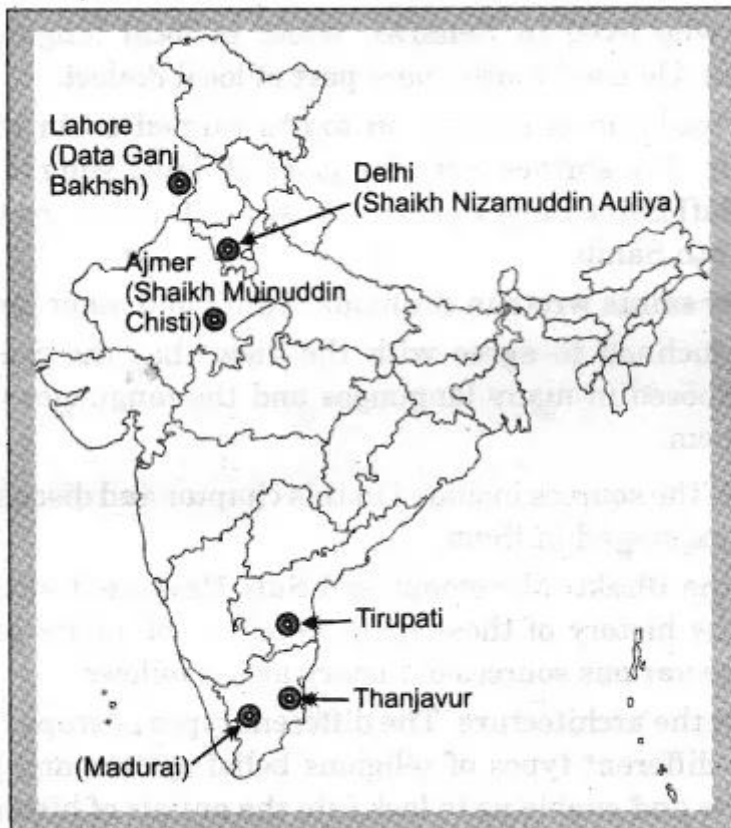 Lahore
(Data Ganj
Bakhsh)
Delhi
(Shaikh Nizamuddin Auliya)
Ajmer
(Shaikh Muinuddin
Chisti)
Tirupati
Thanjavur
(Madurai)